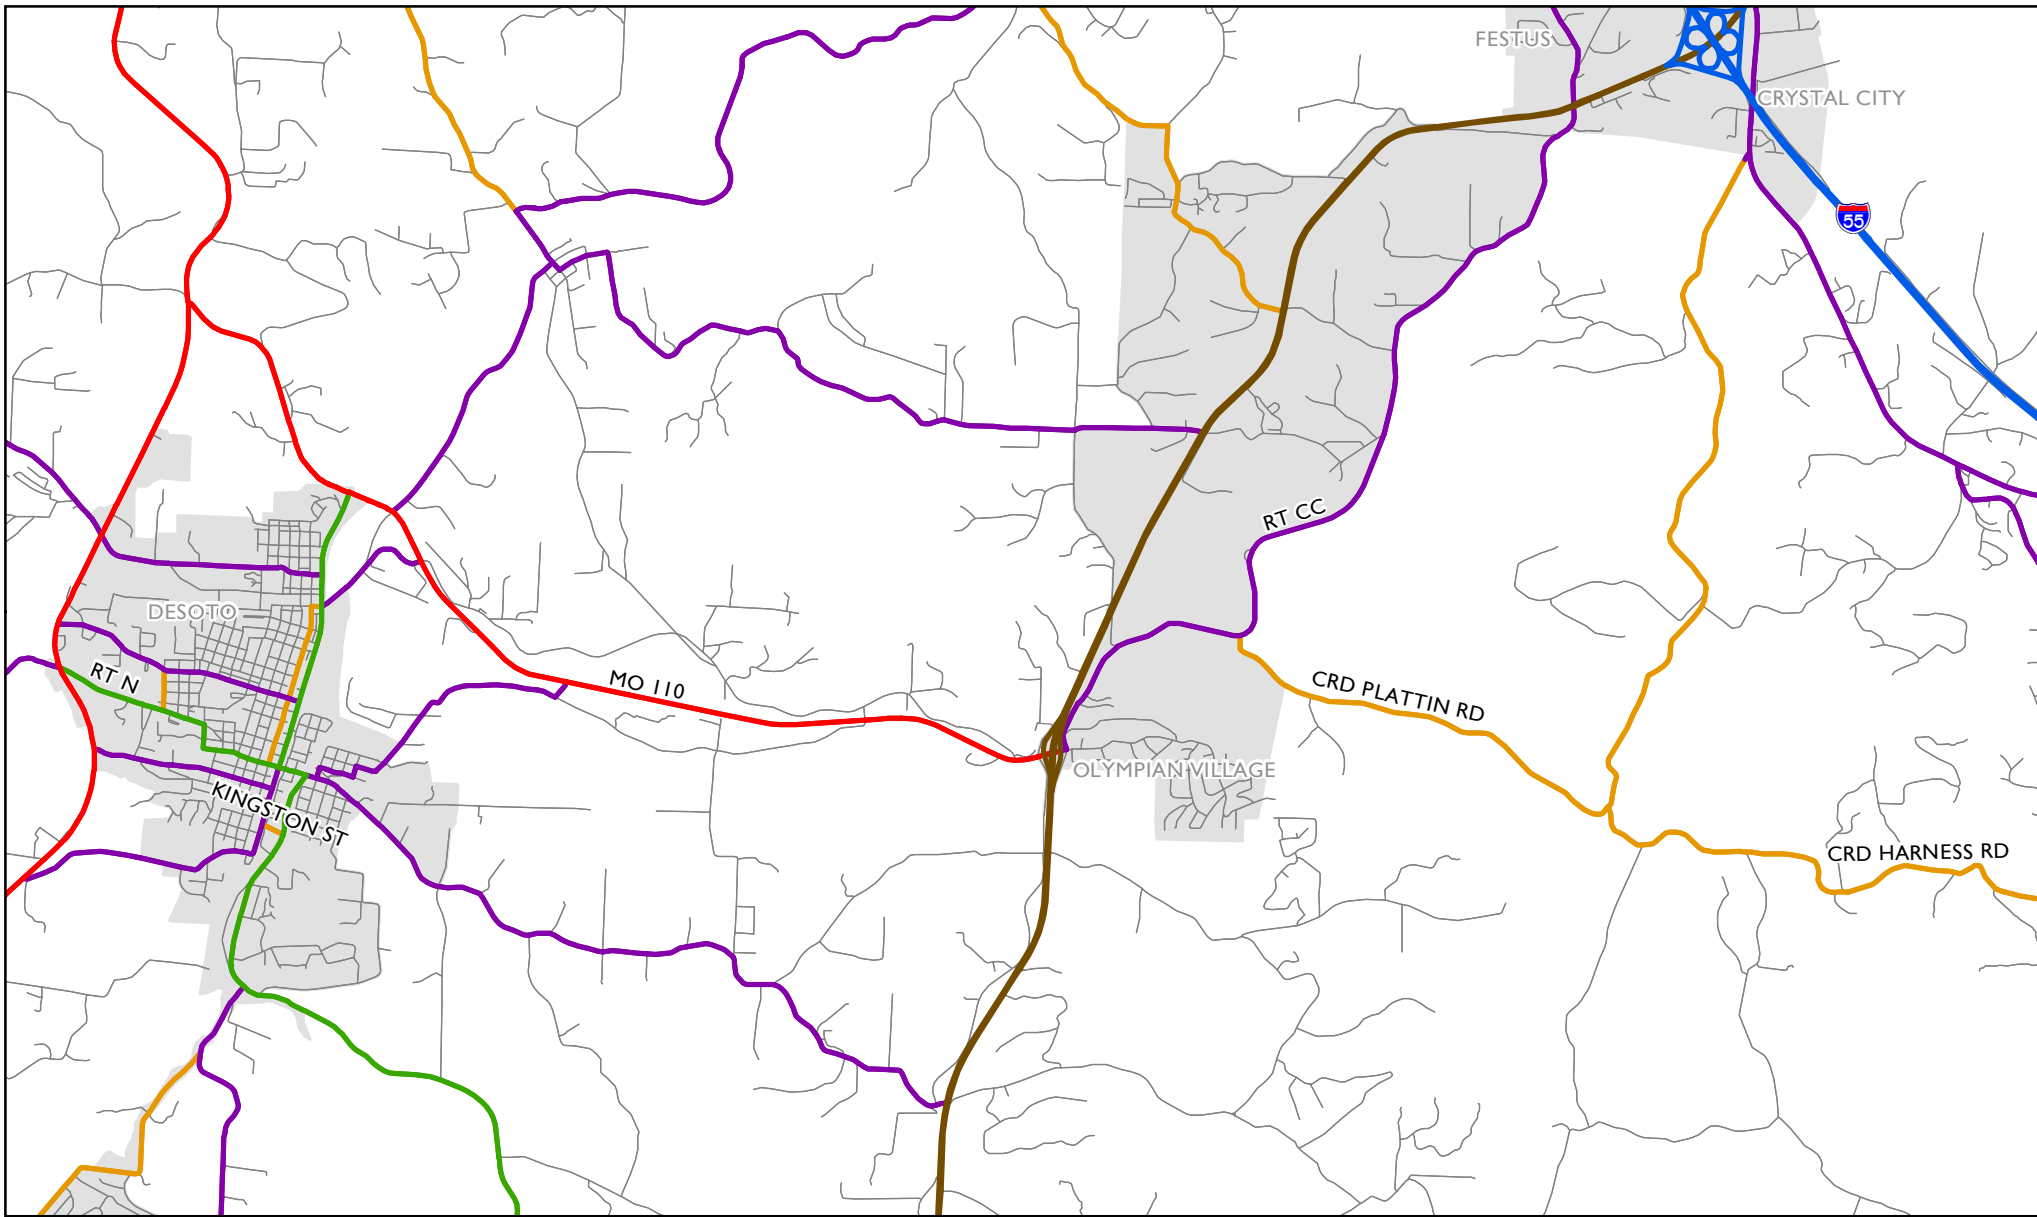 FESTUS
CRYSTAL CITY
55
RT CC
DESOTO
RT N
MO 110
CRD PLATTIN RD
OLYMPIAN VILLAGE
KINGSTON ST
CRD HARNESS RD